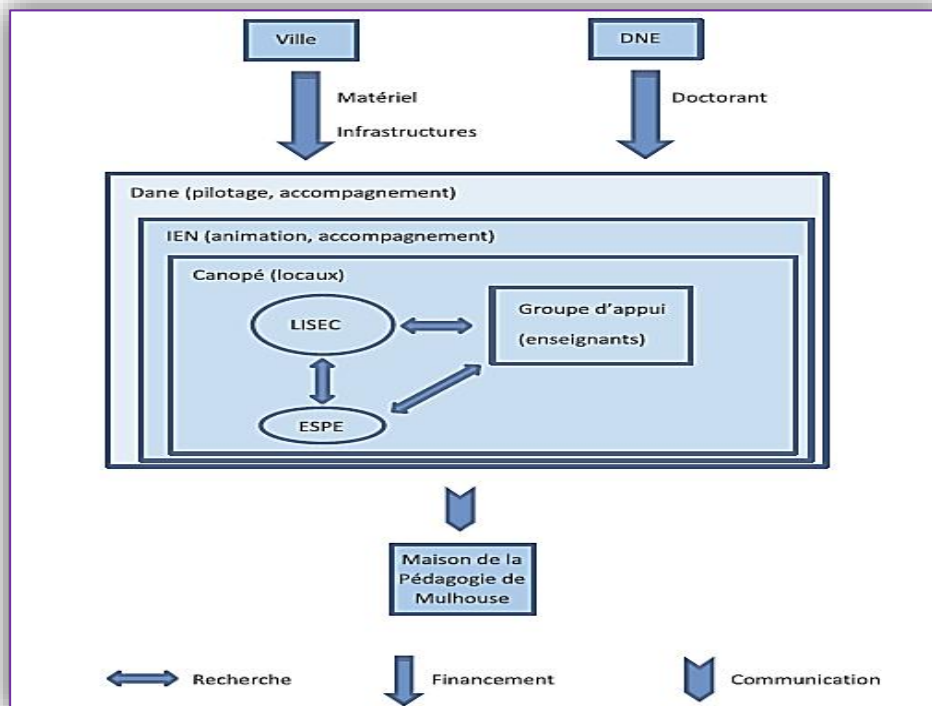 Ville
DNE
Matériel
Infrastructures
Doctorant
Dane (pilotage, accompagnement)
IEN (animation, accompagnement)
Canopé (locaux)
LISEC
Groupe d'appui
(enseignants)
ESPE
Maison de la
Pédagogie de
Mulhouse
Recherche
Financement
Communication